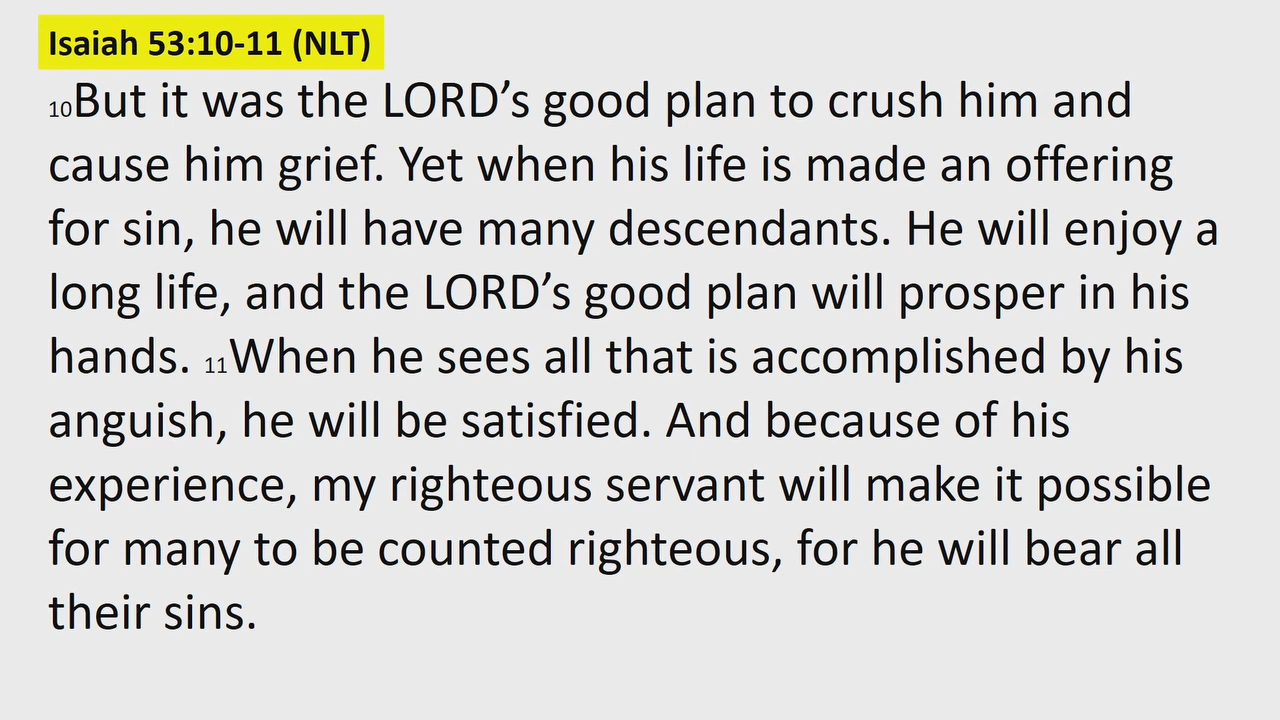 Isaiah 53:10-11 (NLT)
10But it was the LORD’s good plan to crush him and
cause him grief. Yet when his life is made an offering
for sin, he will have many descendants. He will enjoy a
long life, and the LORD’s good plan will prosper in his
hands. 11When he sees all that is accomplished by his
anguish, he will be satisfied. And because of his
experience, my righteous servant will make it possible
for many to be counted righteous, for he will bear all
their sins.